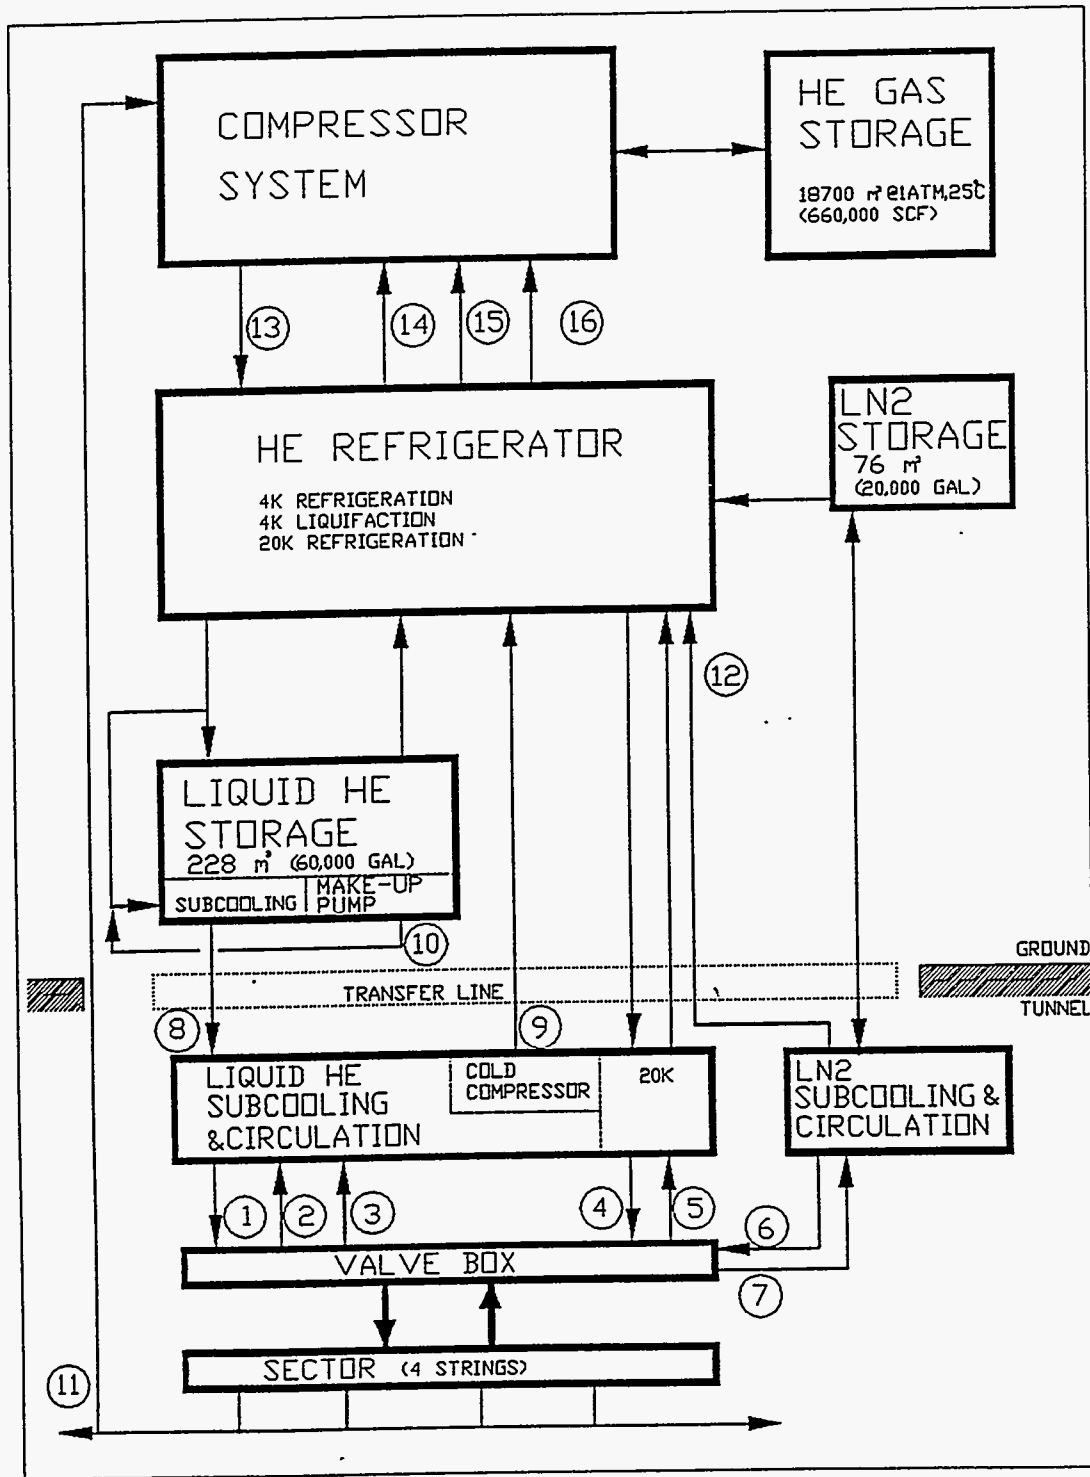 COMPRESSOR
SYSTEM
HE GAS
STORAGE
18700 m³ @1ATM,25℃
(660,000 SCF)
13
14
15
16
HE REFRIGERATOR
4K REFRIGERATION
4K LIQUIFACTION
20K REFRIGERATION
LN2
STORAGE
76 m³
(20,000 GAL)
12
LIQUID HE
STORAGE
228 m³ (60,000 GAL)
SUBCOOLING
MAKE-UP
PUMP
10
GROUND
TRANSFER LINE
TUNNEL
8
9
LIQUID HE
SUBCOOLING
&CIRCULATION
COLD
COMPRESSOR
20K
LN2
SUBCOOLING &
CIRCULATION
1
2
3
4
5
6
VALVE BOX
7
SECTOR (4 STRINGS)
11